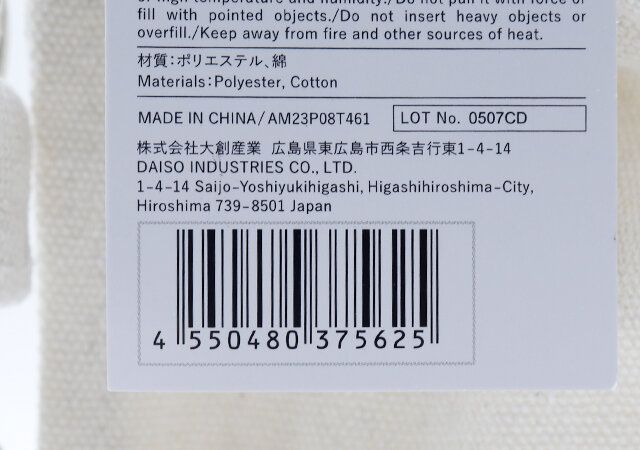 of high temperature and humidity./Do not pull it with force or
fill with pointed objects./Do not insert heavy objects or
overfill./Keep away from fire and other sources of heat.
材質:ポリエステル、綿
Materials:Polyester, Cotton
MADE IN CHINA/AM23P08T461
LOT No. 0507CD
株式会社大創産業 広島県東広島市西条吉行東1-4-14
DAISO INDUSTRIES CO., LTD.
1-4-14 Saijo-Yoshiyukihigashi, Higashihiroshima-City,
Hiroshima 739-8501 Japan
4 550480 375625